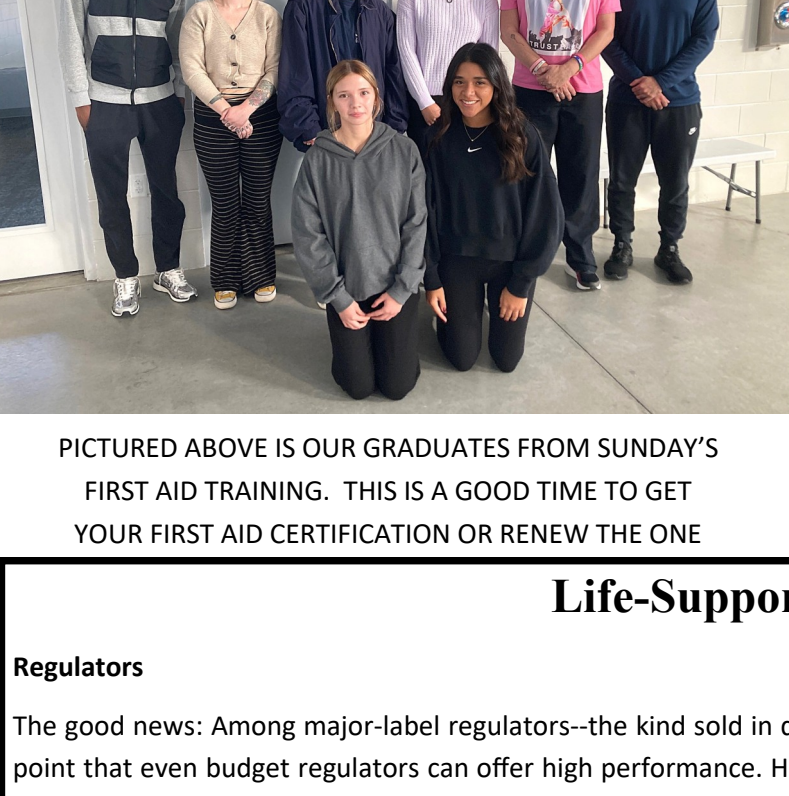 TRUST
PICTURED ABOVE IS OUR GRADUATES FROM SUNDAY'S
FIRST AID TRAINING.  THIS IS A GOOD TIME TO GET
YOUR FIRST AID CERTIFICATION OR RENEW THE ONE
Life-Suppor
Regulators
The good news: Among major-label regulators--the kind sold in
point that even budget regulators can offer high performance. H